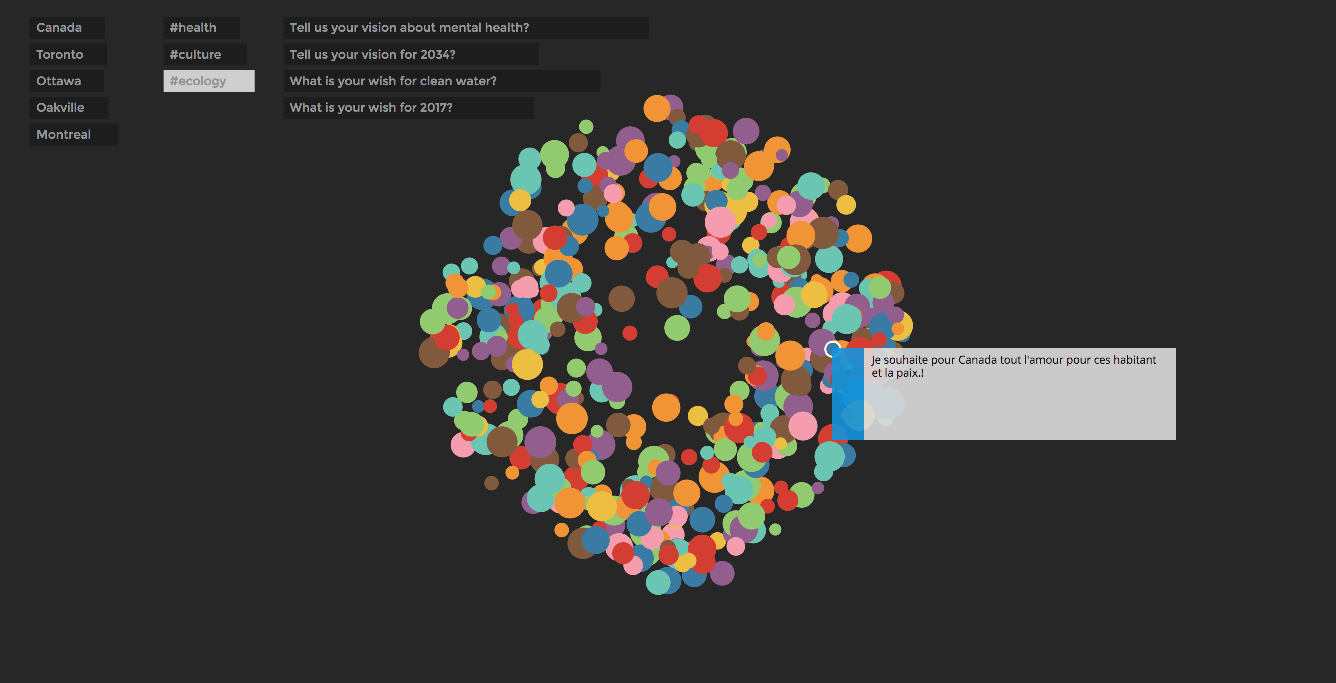 Canada
Toronto
Ottawa
Oakville
Montreal
#health
#culture
#ecology
Tell us your vision about mental health?
Tell us your vision for 2034?
What is your wish for clean water?
What is your wish for 2017?
Je souhaite pour Canada tout l'amour pour ces habitant
et la paix.!